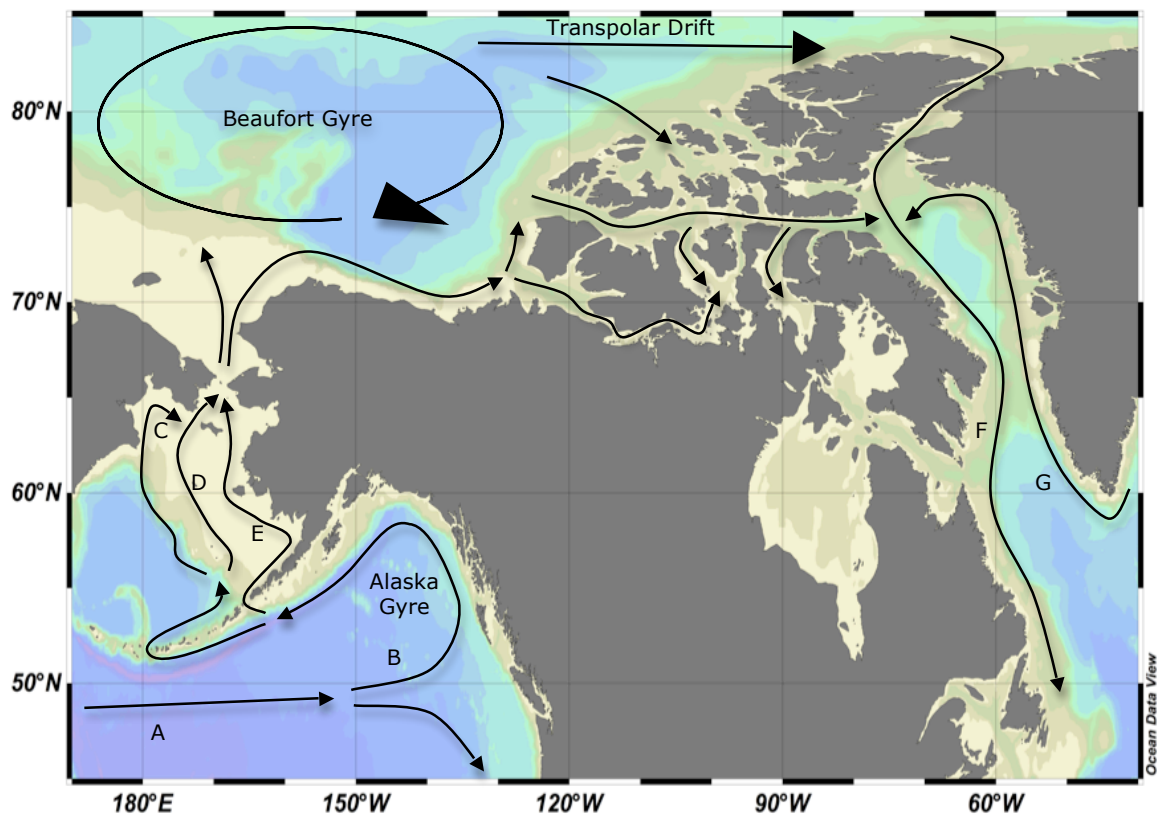 Transpolar Drift
80°N
Beaufort Gyre
70°N
C
F
D
60°N
G
E
Alaska
Gyre
B
50°N
A
Ocean Data View
180°E
150°W
120°W
90°W
60°W